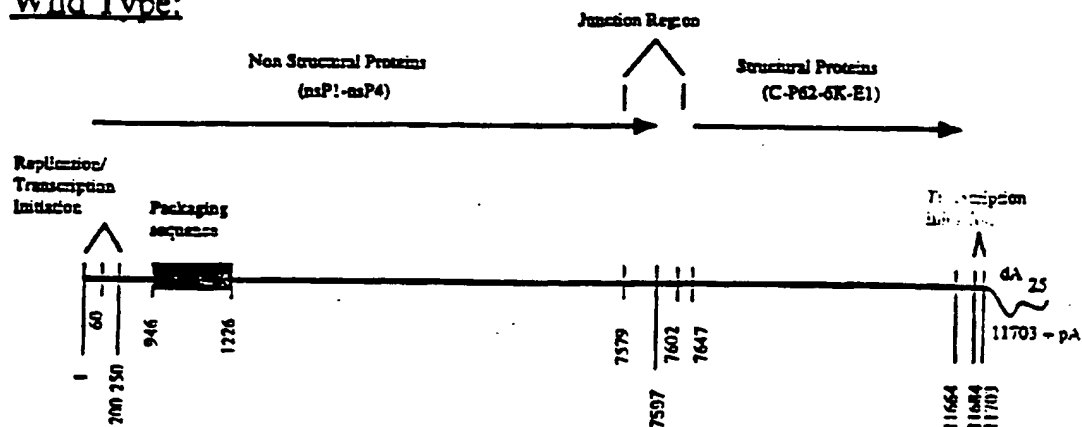 Wild Type:
Junction Region
Non Structural Proteins
(nsP1-nsP4)
Structural Proteins
(C-P62-6K-E1)
Replication/
Transcription
Initiation
Packaging
sequence
dA 25
11703 + pA
1
60
200 250
946
1226
7579
7597
7602
7647
11664
11684
11703